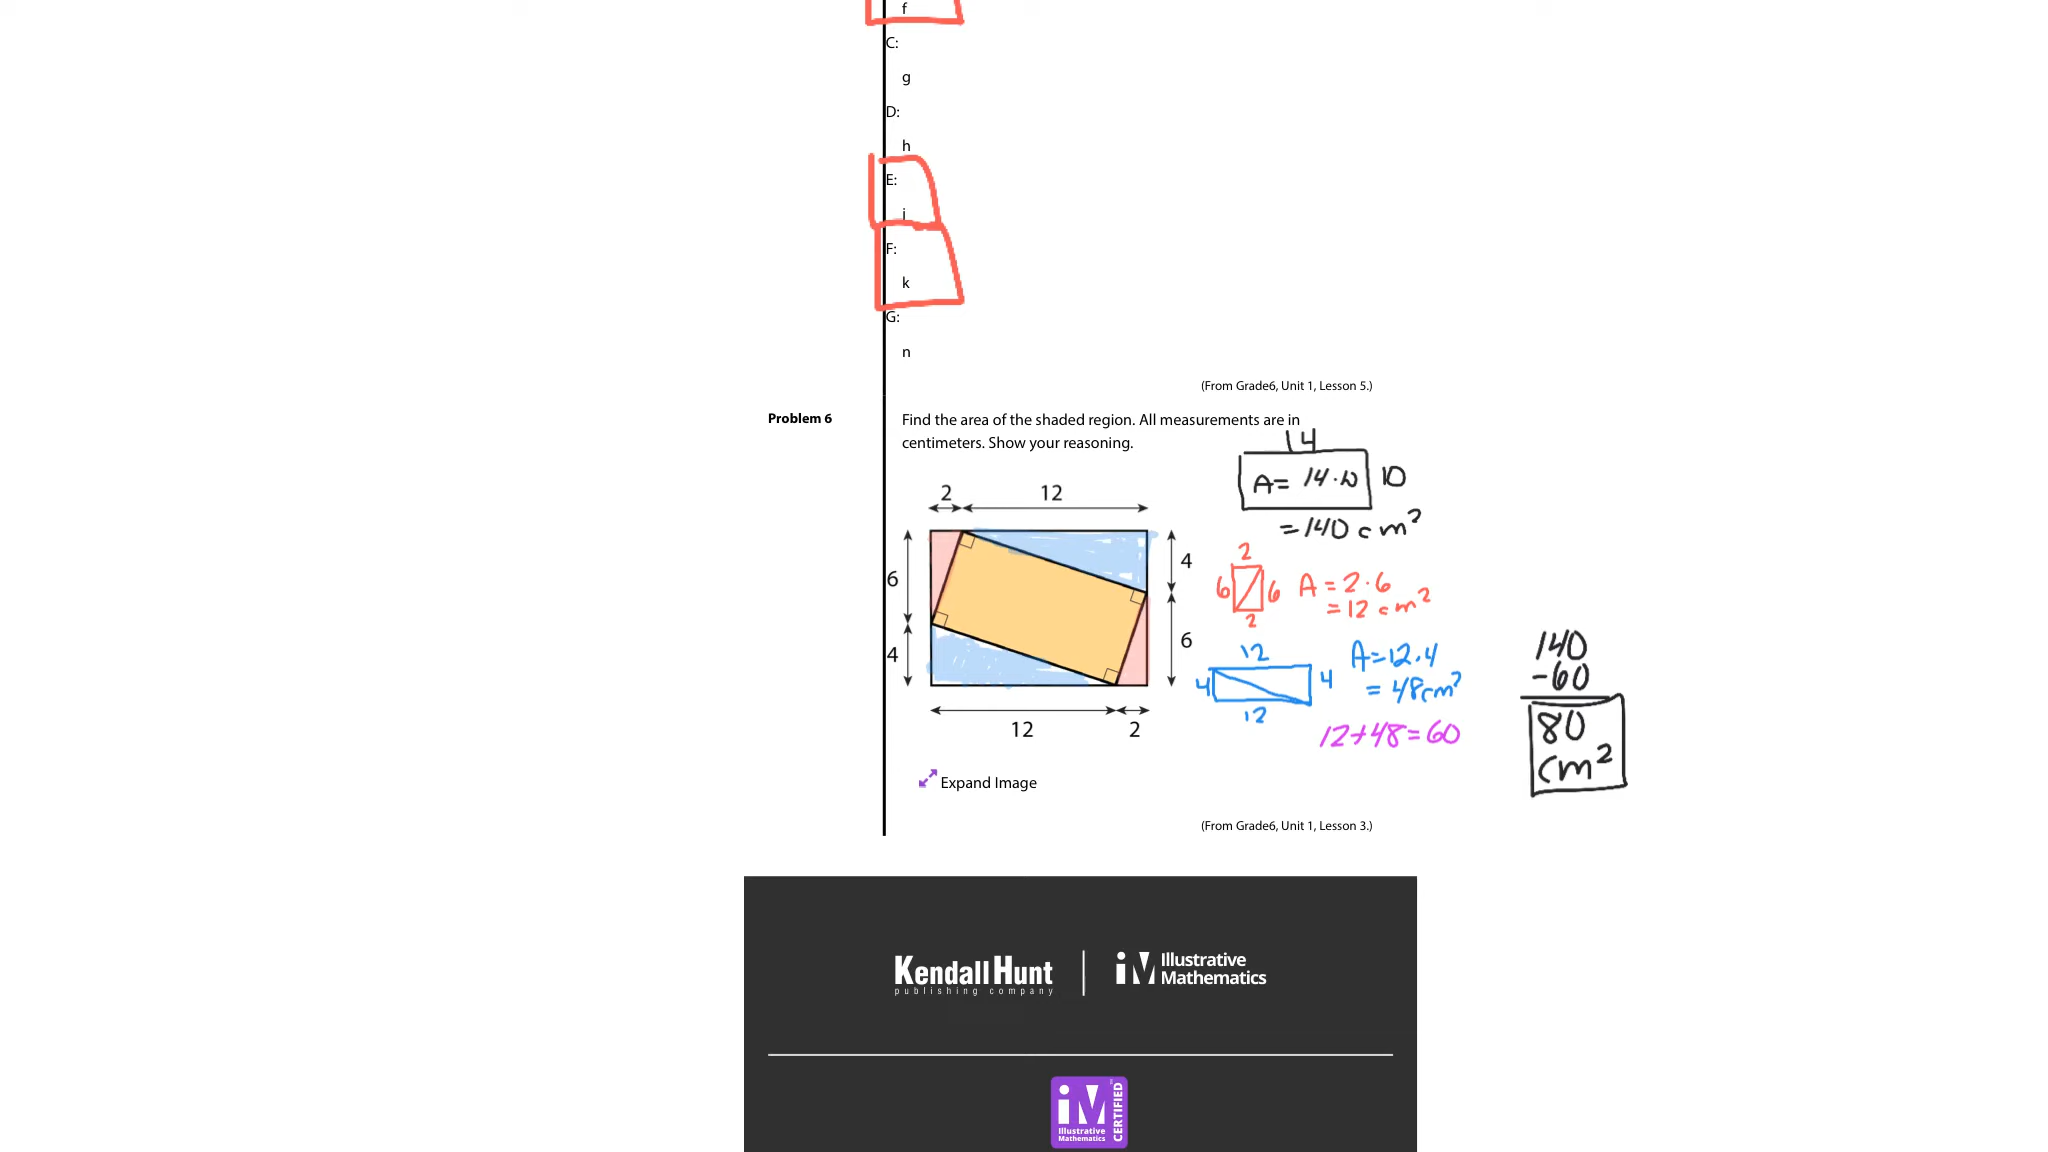 f
C:
g
D:
h
E:
j
F:
k
G:
n
(From Grade6, Unit 1, Lesson 5.)
Problem 6
Find the area of the shaded region. All measurements are in
centimeters. Show your reasoning.
2
12
6
4
4
6
12
2
14
A= 14·10
10
=140 cm²
2
6
6
2
A = 2·6
= 12 cm²
12
4
4
12
A=12.4
= 48cm²
12+48=60
140
-60
80
cm²
Expand Image
(From Grade6, Unit 1, Lesson 3.)
Kendall Hunt
publishing company
iM
Illustrative
Mathematics
iM
Illustrative
Mathematics
CERTIFIED